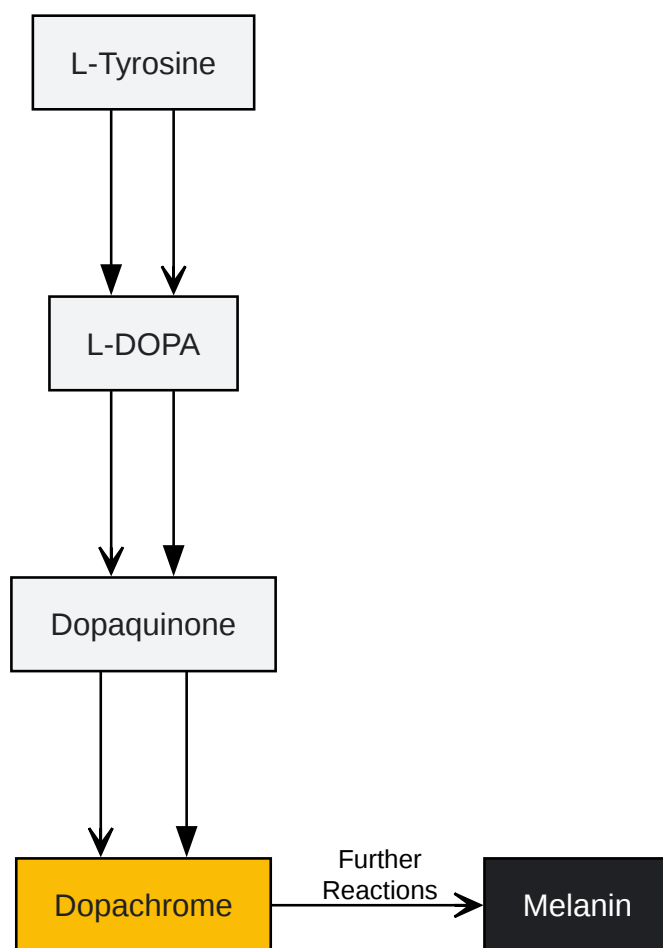 L-Tyrosine
L-DOPA
Dopaquinone
Dopachrome
Further
Reactions
Melanin